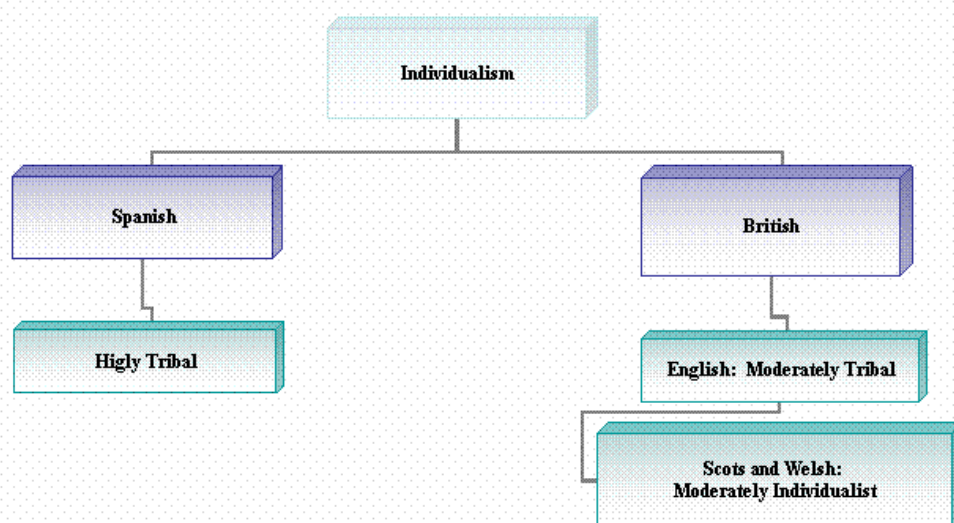 Individualism
Spanish
British
Higly Tribal
English: Moderately Tribal
Scots and Welsh:
Moderately Individualist